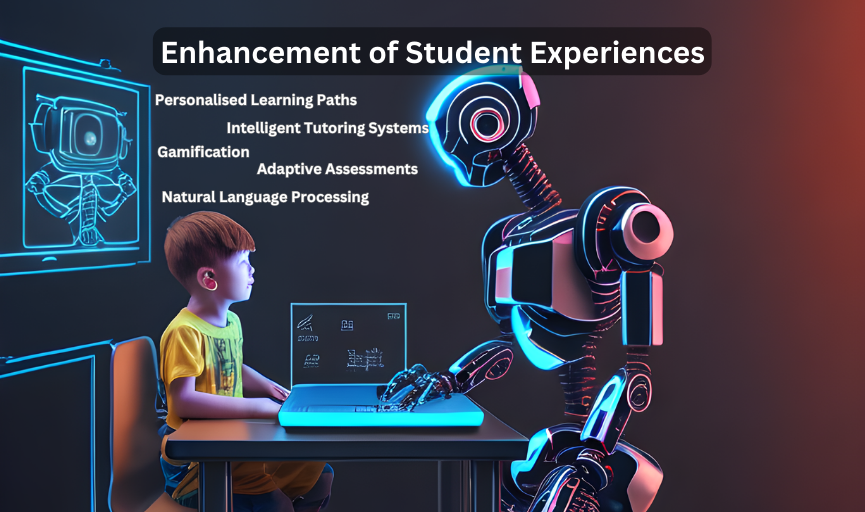 Enhancement of Student Experiences
Personalised Learning Paths
Intelligent Tutoring Systems
Gamification
Adaptive Assessments
Natural Language Processing